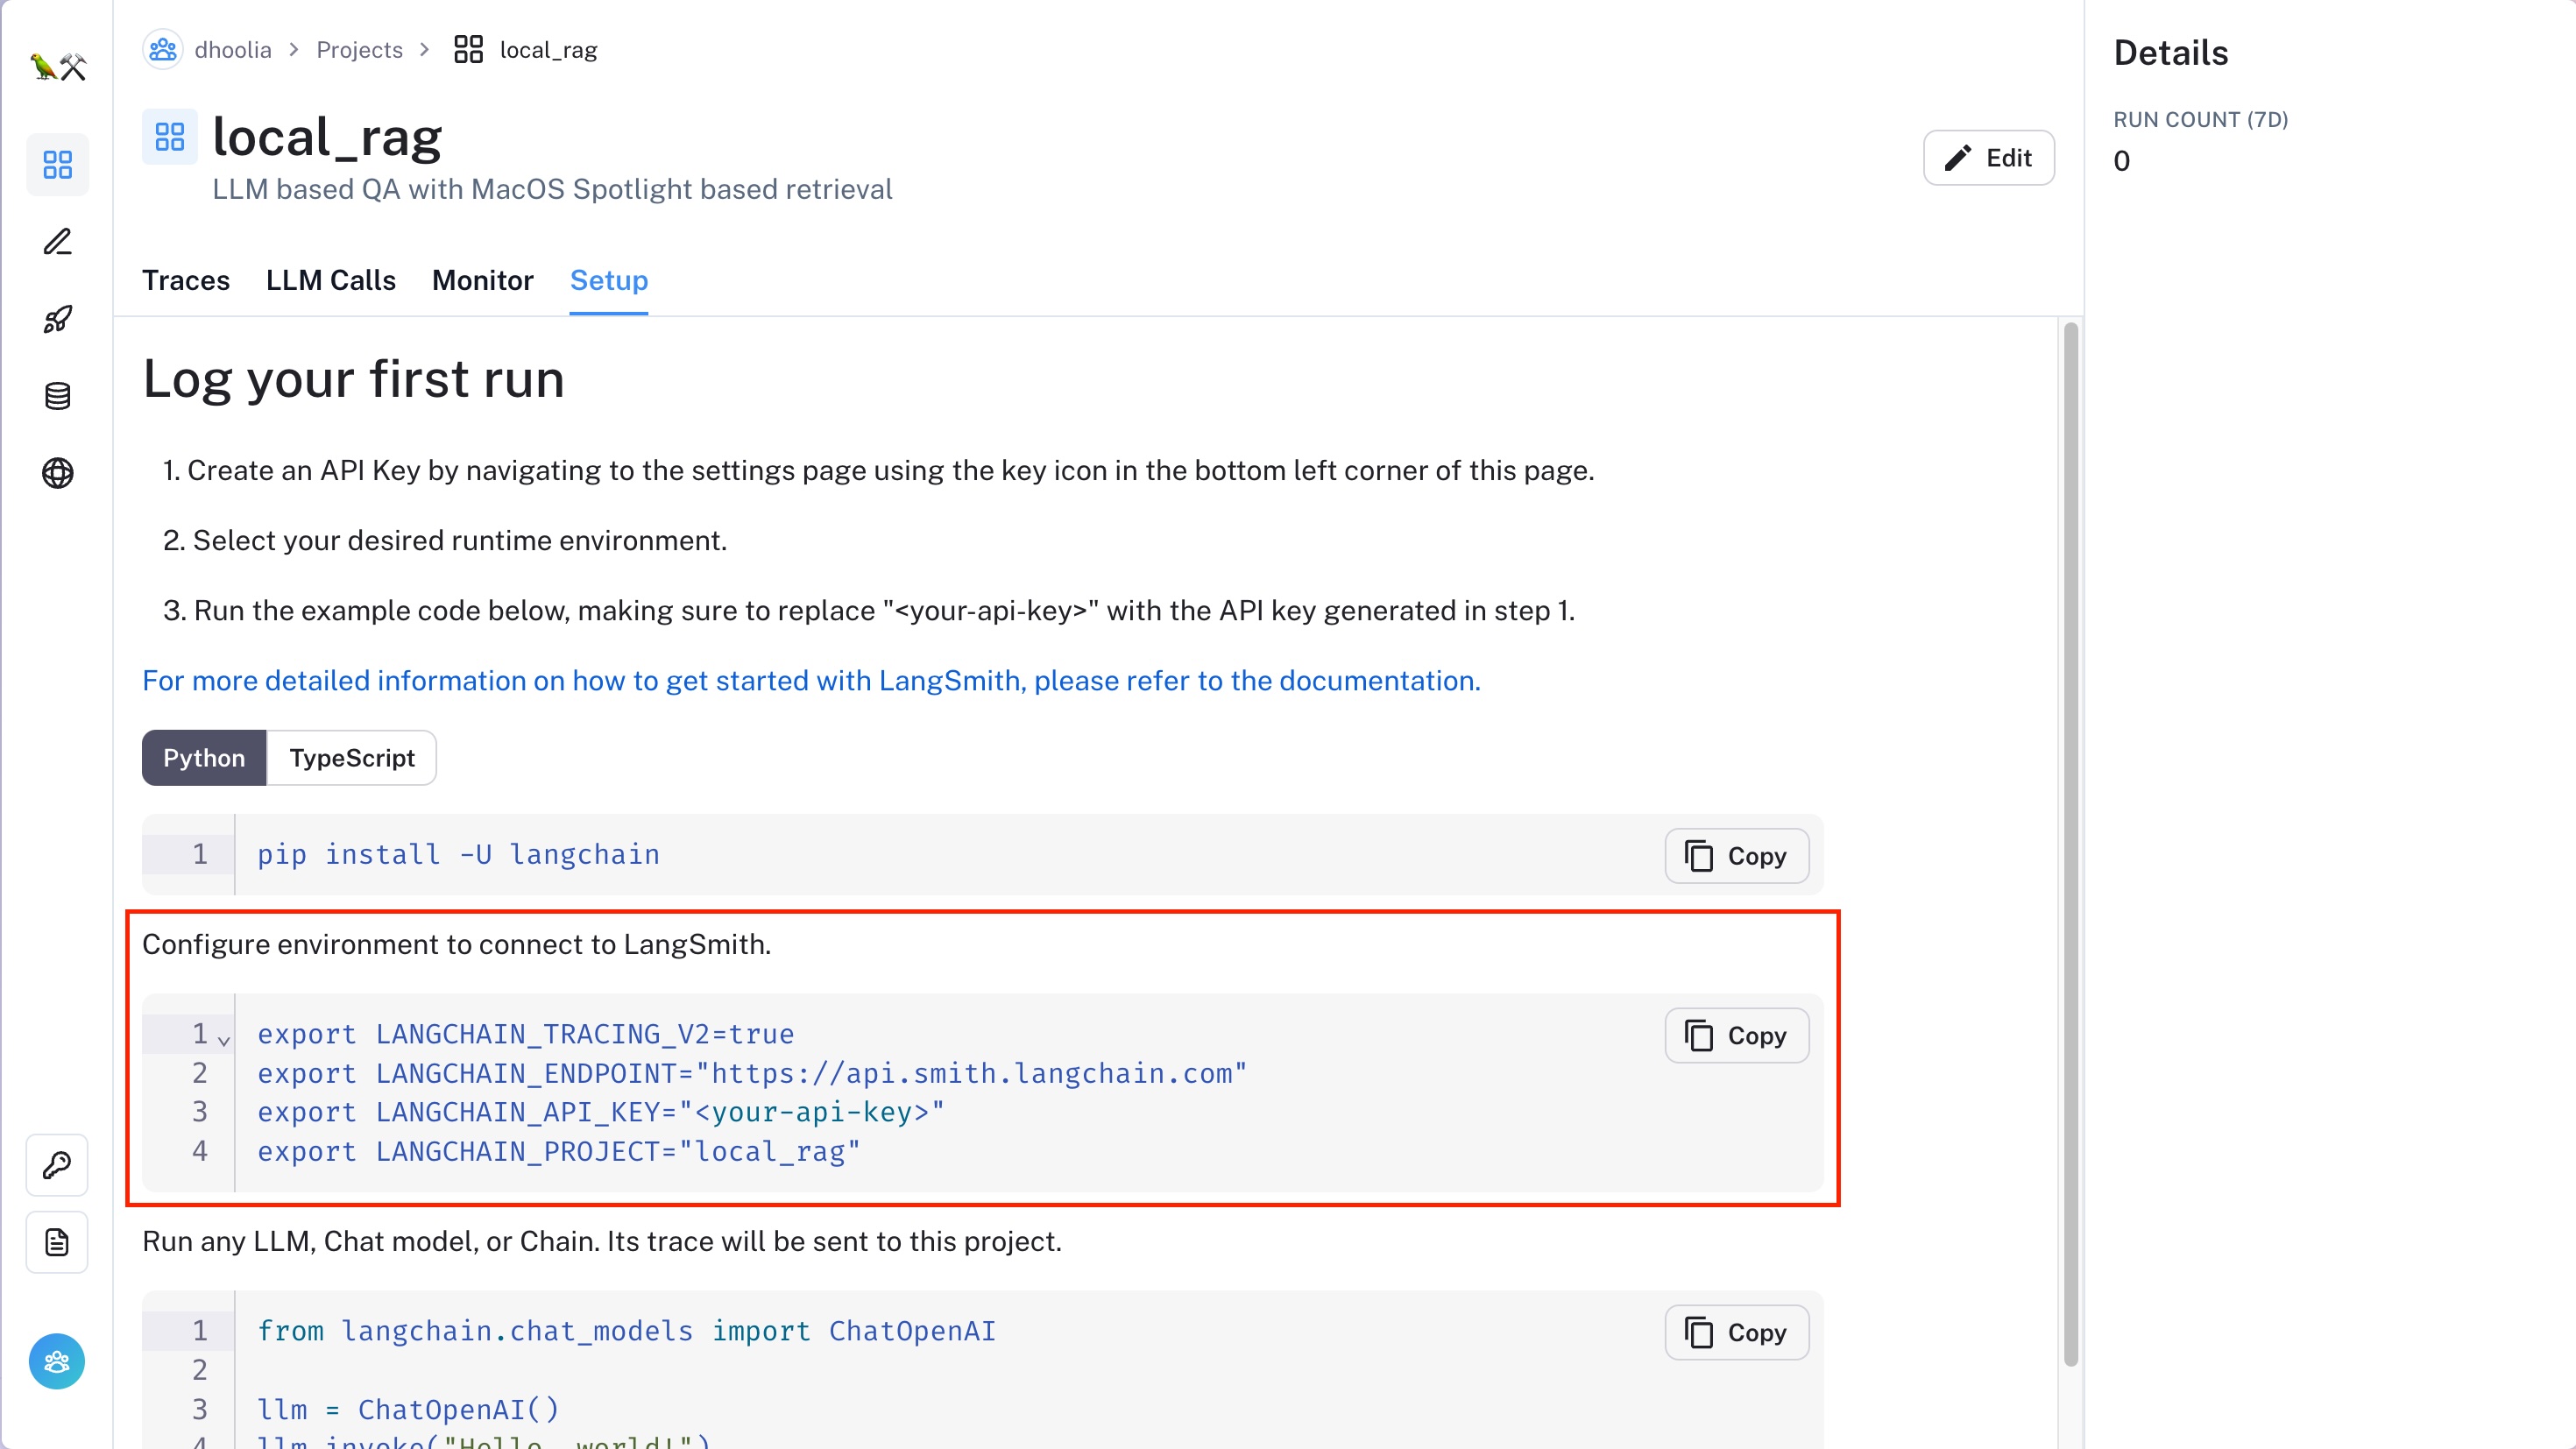 dhoolia > Projects > local_rag
local_rag
LLM based QA with MacOS Spotlight based retrieval
Edit
Traces LLM Calls Monitor Setup
Log your first run
1. Create an API Key by navigating to the settings page using the key icon in the bottom left corner of this page.
2. Select your desired runtime environment.
3. Run the example code below, making sure to replace "<your-api-key>" with the API key generated in step 1.
For more detailed information on how to get started with LangSmith, please refer to the documentation.
Python TypeScript
1 pip install -U langchain
Copy
Configure environment to connect to LangSmith.
1 export LANGCHAIN_TRACING_V2=true
Copy
2 export LANGCHAIN_ENDPOINT="https://api.smith.langchain.com"
3 export LANGCHAIN_API_KEY="<your-api-key>"
4 export LANGCHAIN_PROJECT="local_rag"
Run any LLM, Chat model, or Chain. Its trace will be sent to this project.
1 from langchain.chat_models import ChatOpenAI
Copy
2
3 llm = ChatOpenAI()
4 llm.invoke("Hello, world!")
Details
RUN COUNT (7D)
0